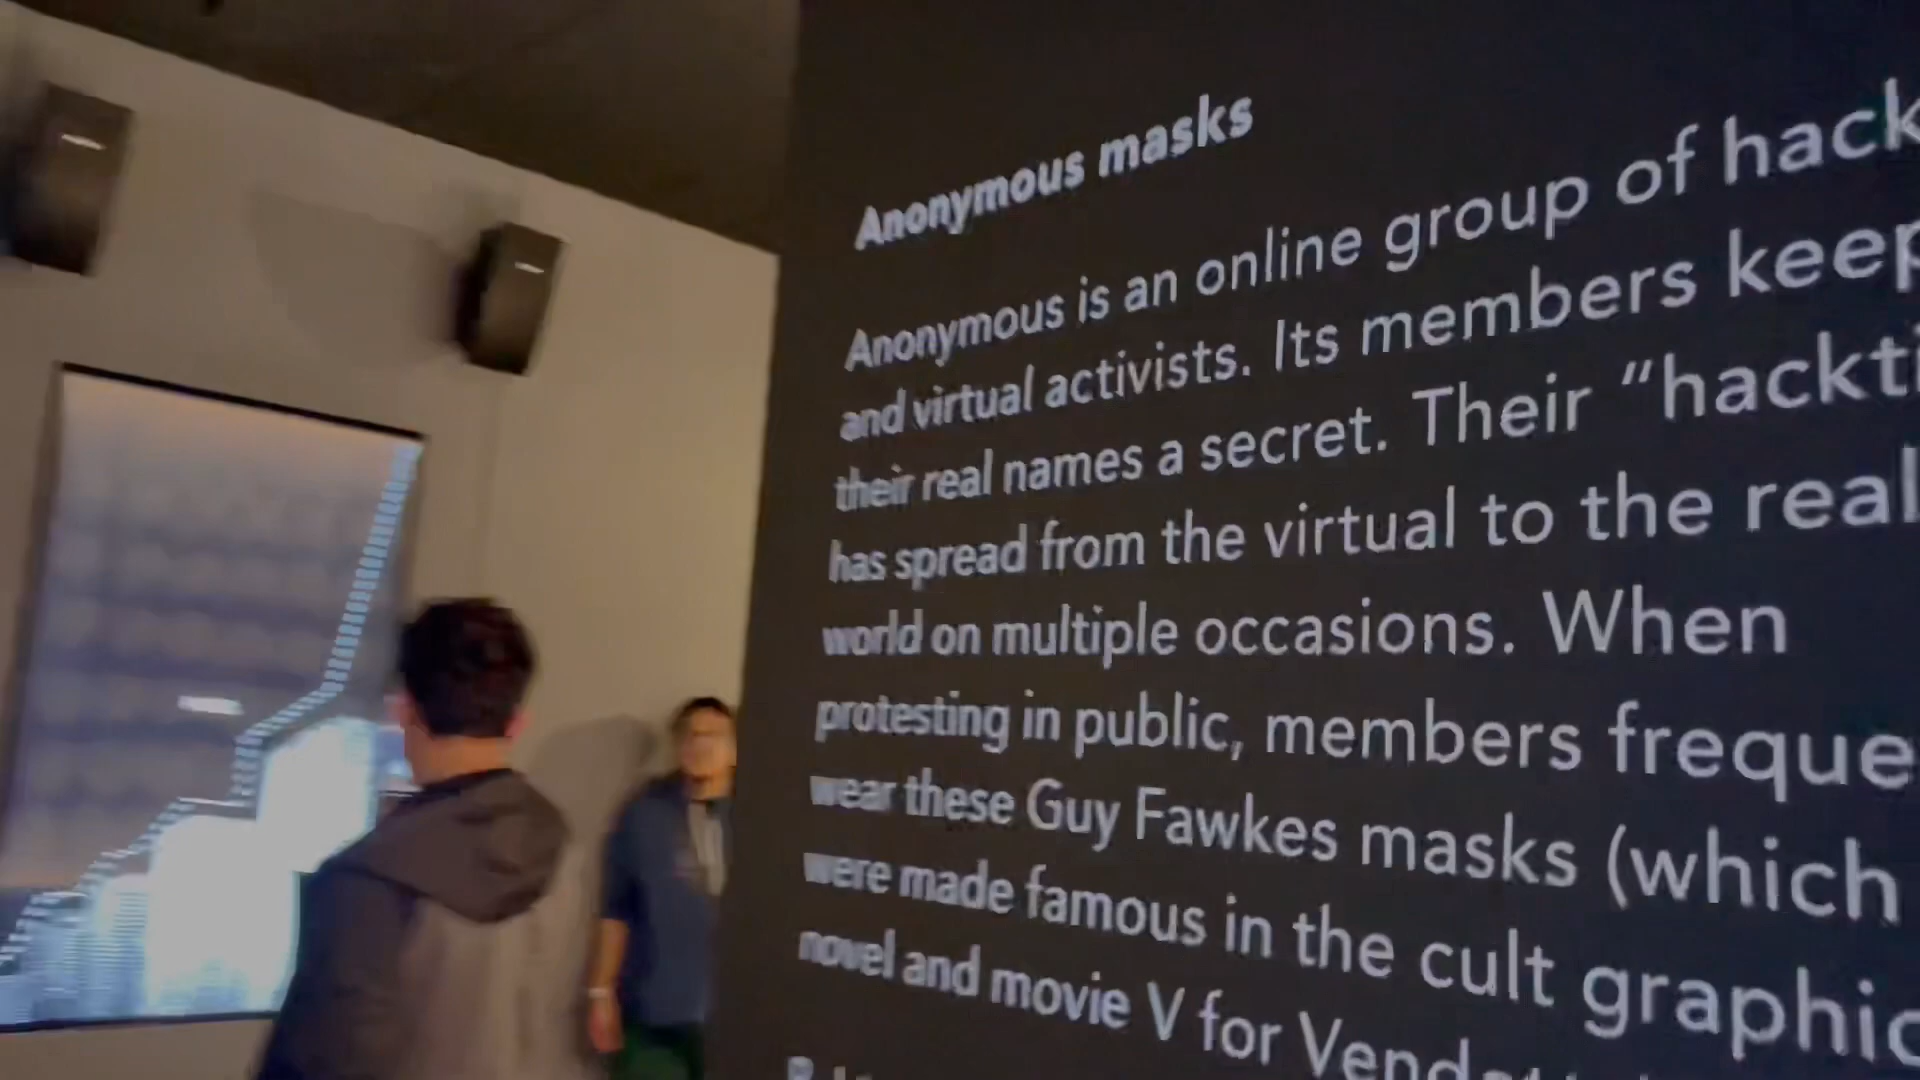 Anonymous masks
Anonymous is an online group of hack
and virtual activists. Its members keep
their real names a secret. Their “hackti
has spread from the virtual to the real
world on multiple occasions. When
protesting in public, members freque
wear these Guy Fawkes masks (which
were made famous in the cult graphic
novel and movie V for Vend